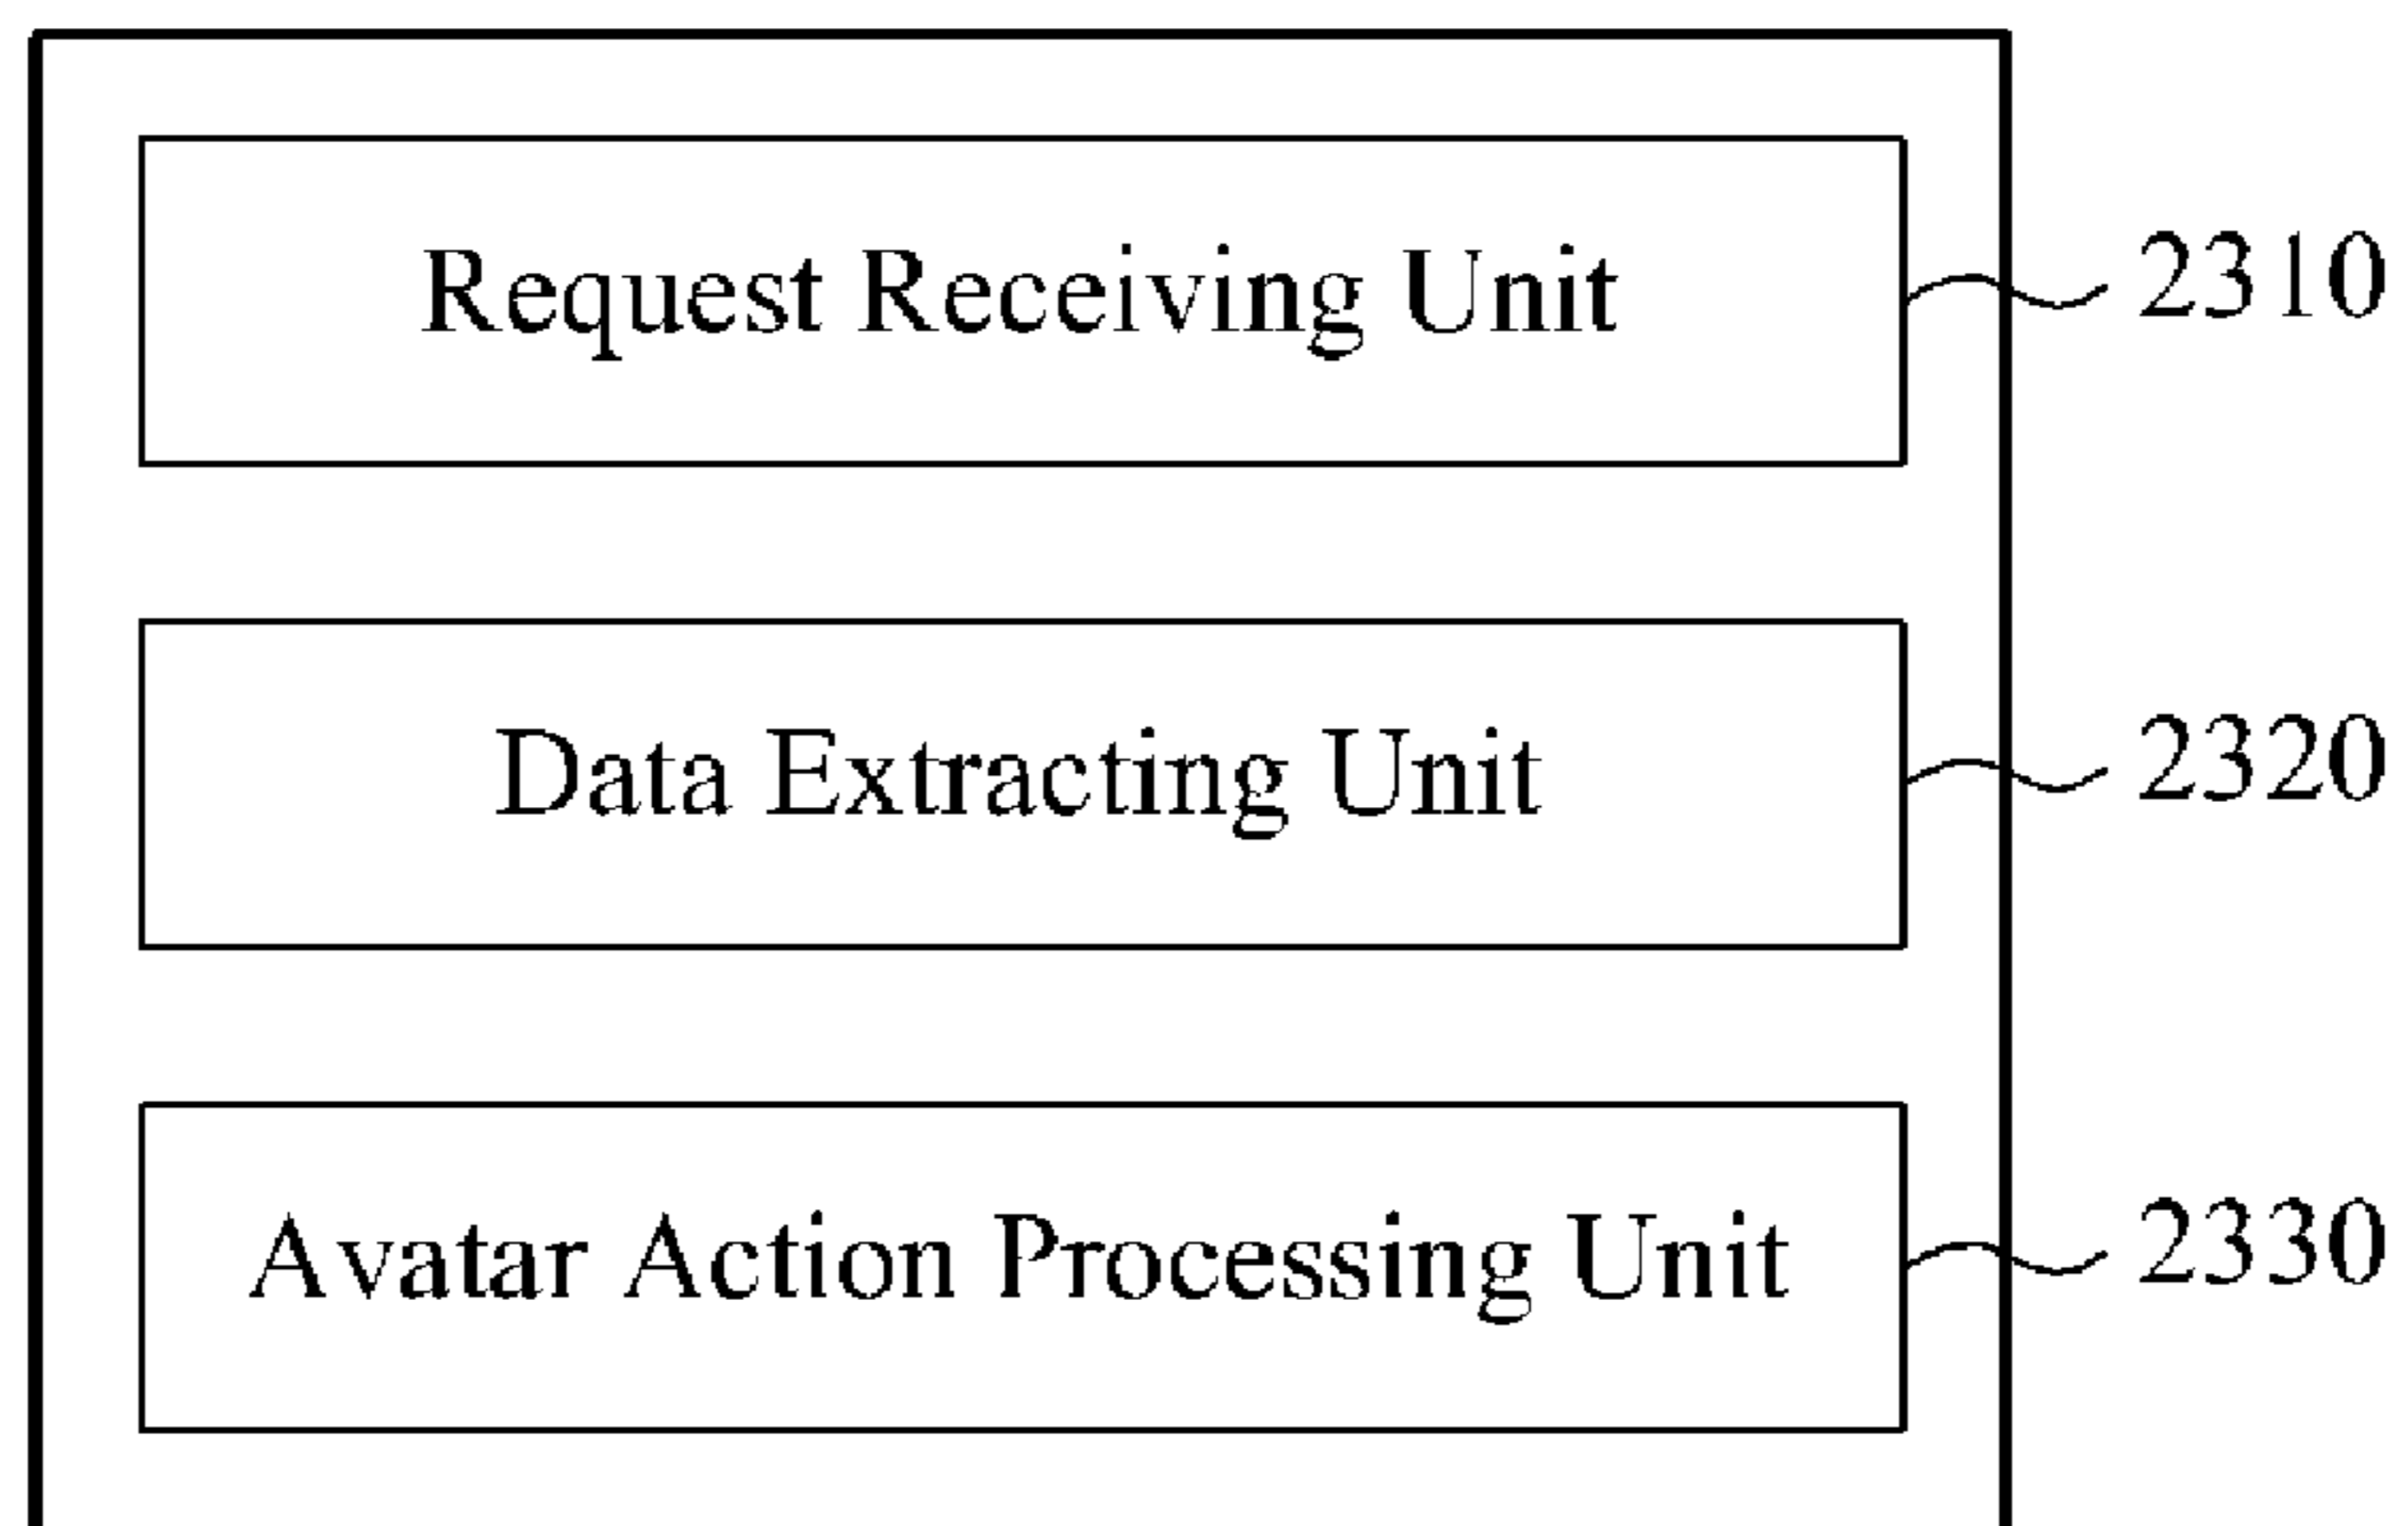 Request Receiving Unit 2310
Data Extracting Unit 2320
Avatar Action Processing Unit 2330